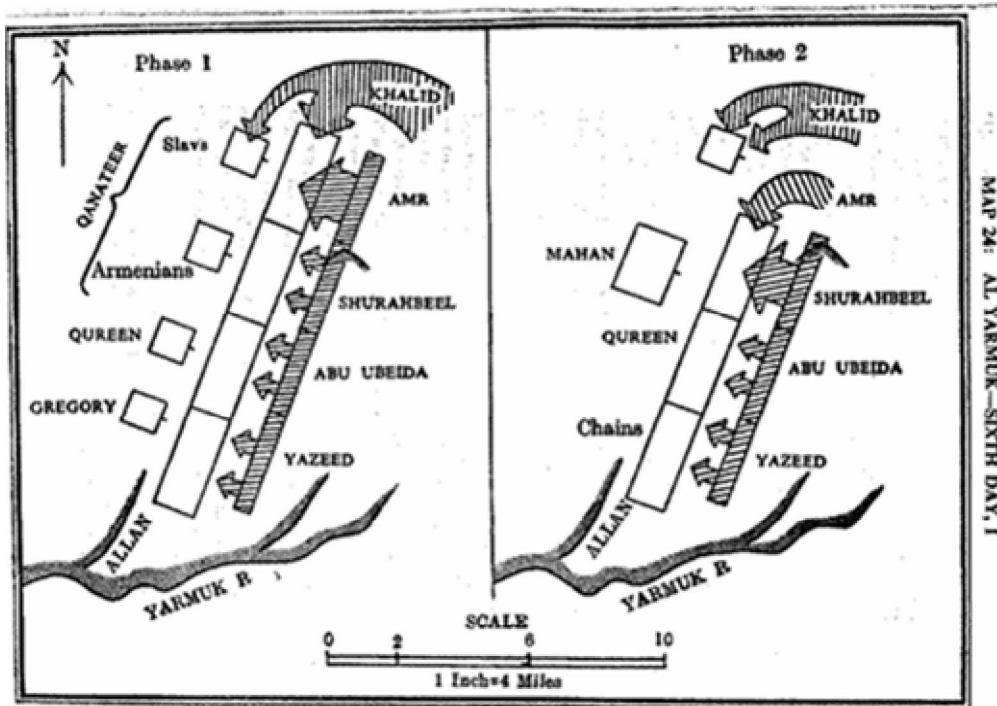 N
Phase 1
KHALID
Slavs
QANATEER
AMR
Armenians
SHURAHBEEL
QUREEN
ABU UBEIDA
GREGORY
YAZEED
ALLAN
YARMUK R
Phase 2
KHALID
AMR
MAHAN
SHURAHBEEL
QUREEN
ABU UBEIDA
Chains
YAZEED
ALLAN
YARMUK R
SCALE
0 2 6 10
1 Inch=4 Miles
MAP 24: AL YARMUK—SIXTH DAY, I